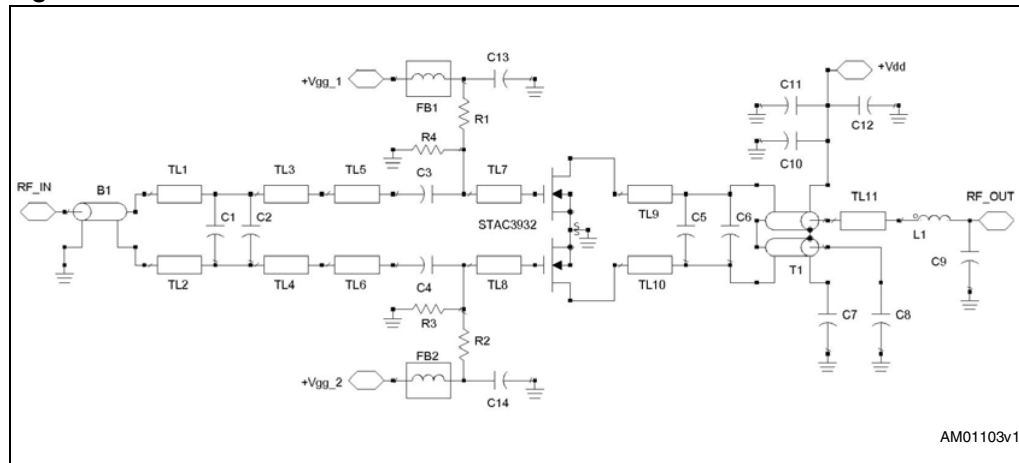 C13
+Vgg_1
+Vdd
FB1
C11
R1
C12
R4
C10
TL1
TL3
TL5
C3
TL7
TL11
RF_IN
B1
TL9
RF_OUT
C1
C2
STAC3932
S
S
C5
C6
L1
TL2
TL4
TL6
C4
TL8
TL10
T1
C9
R3
C7
C8
R2
FB2
+Vgg_2
C14
AM01103v1